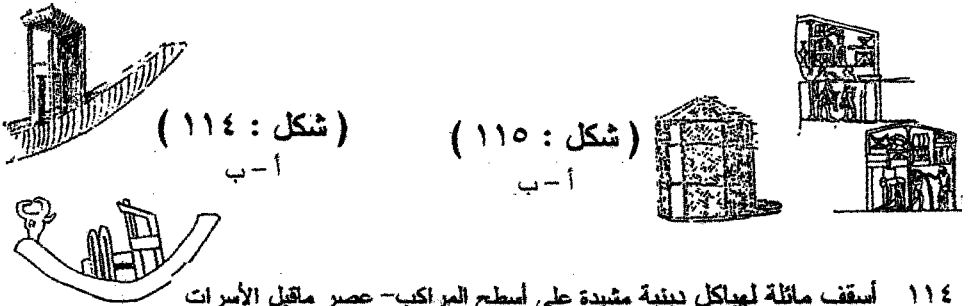 ( شكل : ١١٤ )
أ - ب
( شكل : ١١٥ )
أ - ب
١١٤ أسقف مائلة لهياكل دينية مشيدة على أسطح المراكب- عصر ماقبل الأسرات